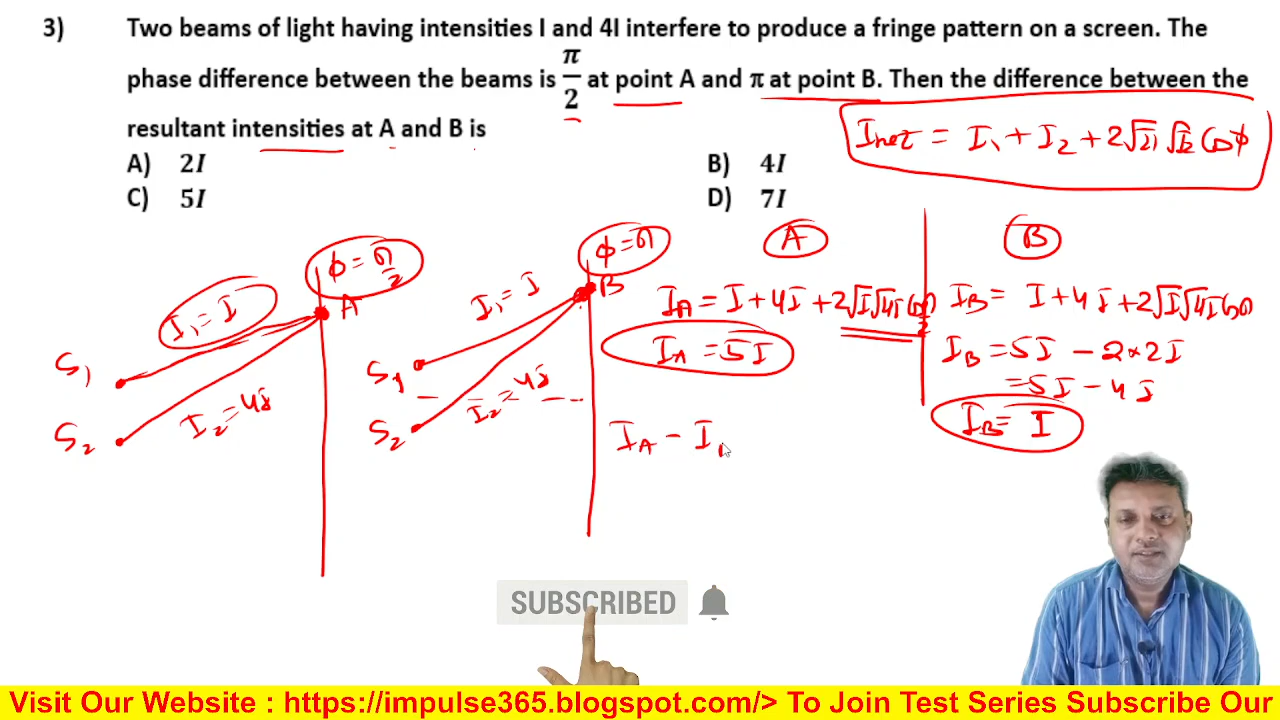 3) Two beams of light having intensities I and 4I interfere to produce a fringe pattern on a screen. The
phase difference between the beams is π/2 at point A and π at point B. Then the difference between the
resultant intensities at A and B is
A) 2I B) 4I
C) 5I D) 7I
Inet = I1 + I2 + 2√I1 √I2 Cosφ
φ = π/2
A
I1 = I
S1
I2 = 4I
S2
φ = π
B
I1 = I
S1
I2 = 4I
S2
A
IA = I + 4I + 2√I√4I Cos π/2
IA = 5I
IA − I
B
IB = I + 4I + 2√I√4I Cosπ
IB = 5I − 2×2I
= 5I − 4I
IB = I
SUBSCRIBED
Visit Our Website : https://impulse365.blogspot.com/> To Join Test Series Subscribe Our